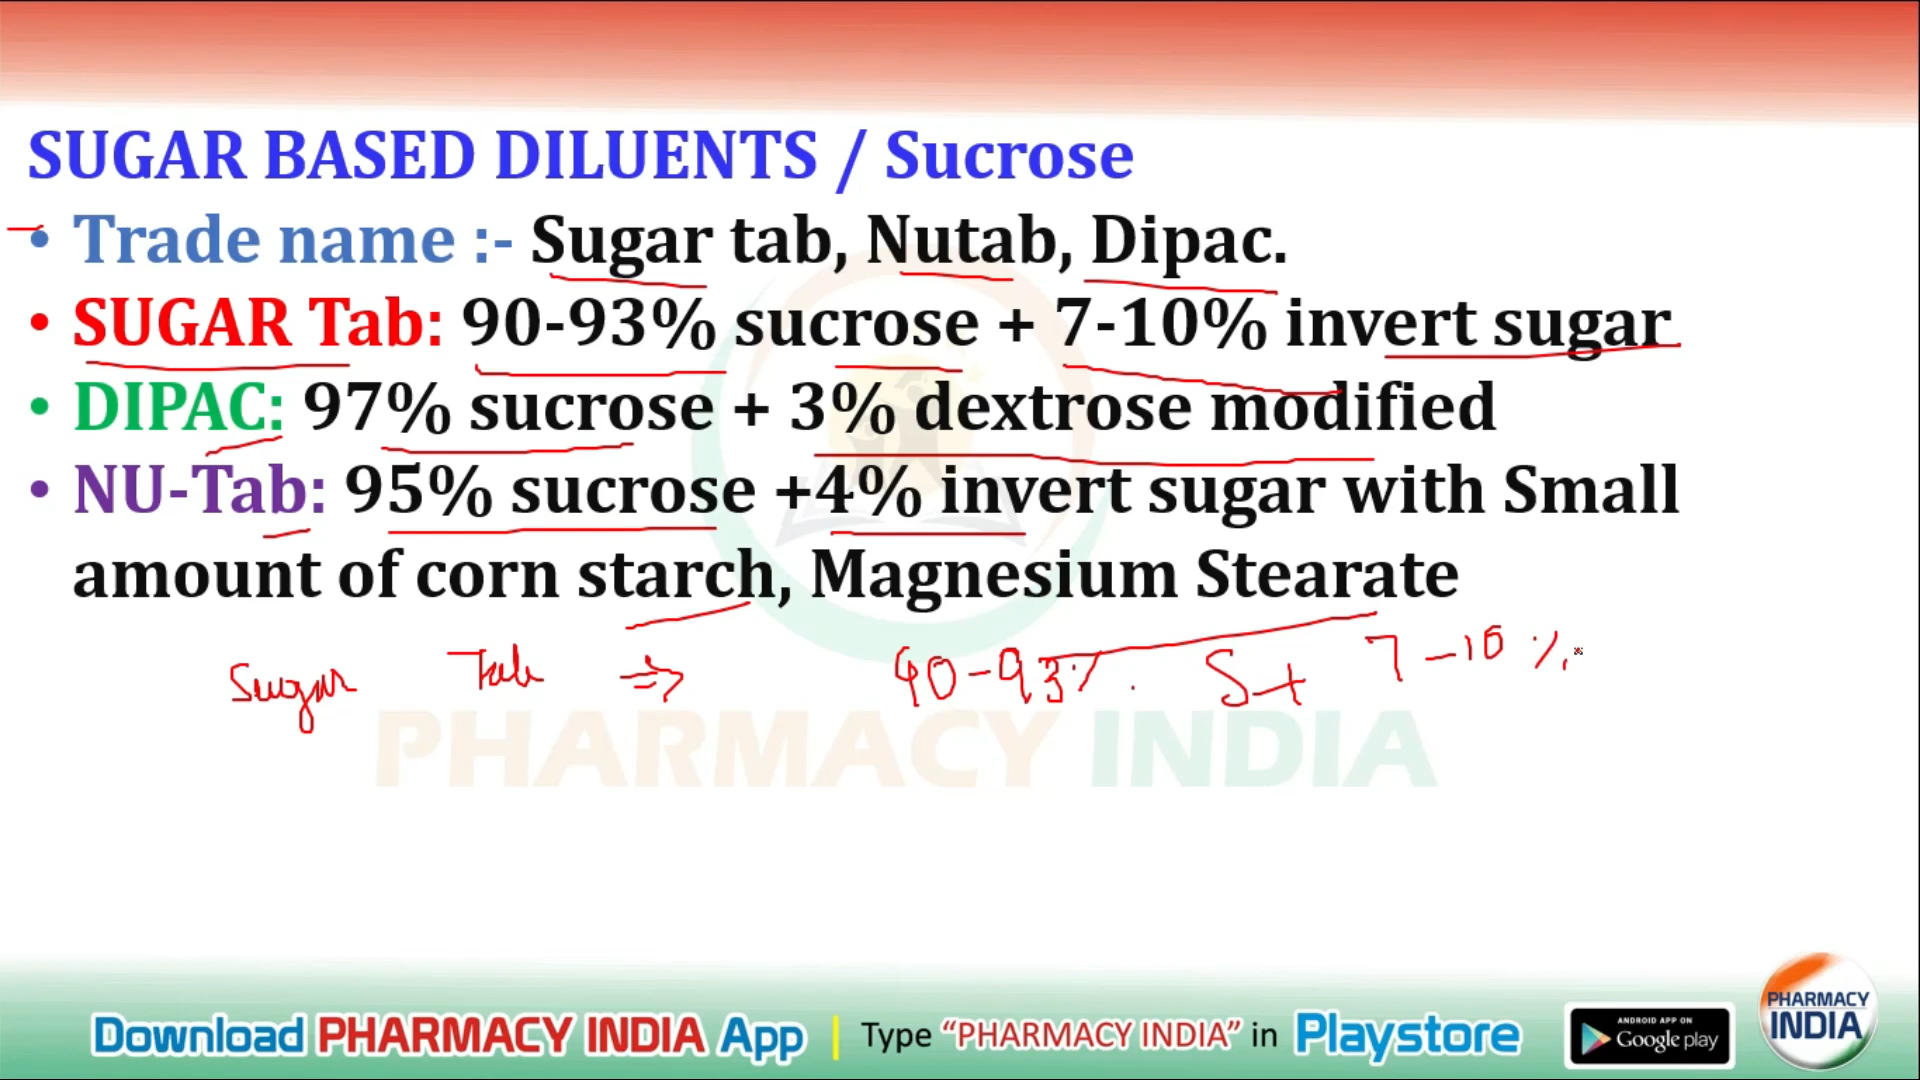 SUGAR BASED DILUENTS / Sucrose
• Trade name :- Sugar tab, Nutab, Dipac.
• SUGAR Tab: 90-93% sucrose + 7-10% invert sugar
• DIPAC: 97% sucrose + 3% dextrose modified
• NU-Tab: 95% sucrose +4% invert sugar with Small
amount of corn starch, Magnesium Stearate
Sugar Tab ⇒ 90-93% S+ 7-10%
PHARMACY INDIA
Download PHARMACY INDIA App | Type “PHARMACY INDIA” in Playstore
ANDROID APP ON
Google play
PHARMACY
INDIA